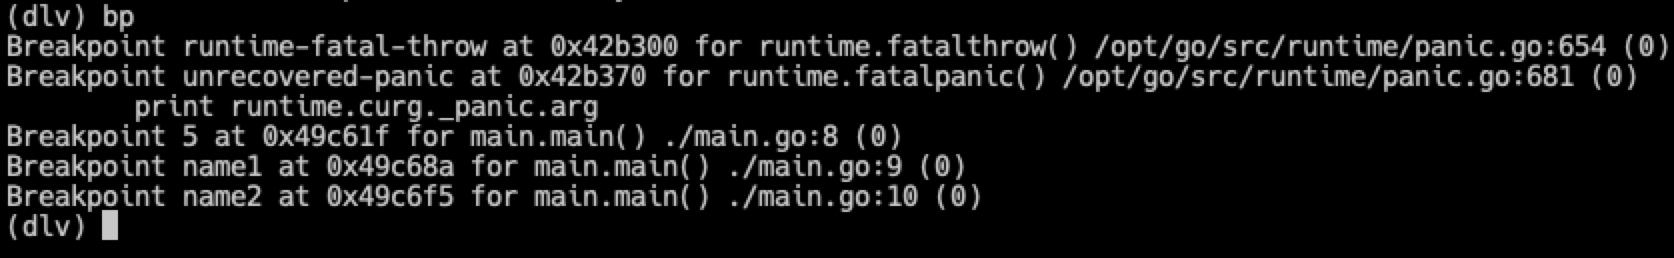 (dlv) bp
Breakpoint runtime-fatal-throw at 0x42b300 for runtime.fatalthrow() /opt/go/src/runtime/panic.go:654 (0)
Breakpoint unrecovered-panic at 0x42b370 for runtime.fatalpanic() /opt/go/src/runtime/panic.go:681 (0)
        print runtime.curg._panic.arg
Breakpoint 5 at 0x49c61f for main.main() ./main.go:8 (0)
Breakpoint name1 at 0x49c68a for main.main() ./main.go:9 (0)
Breakpoint name2 at 0x49c6f5 for main.main() ./main.go:10 (0)
(dlv)